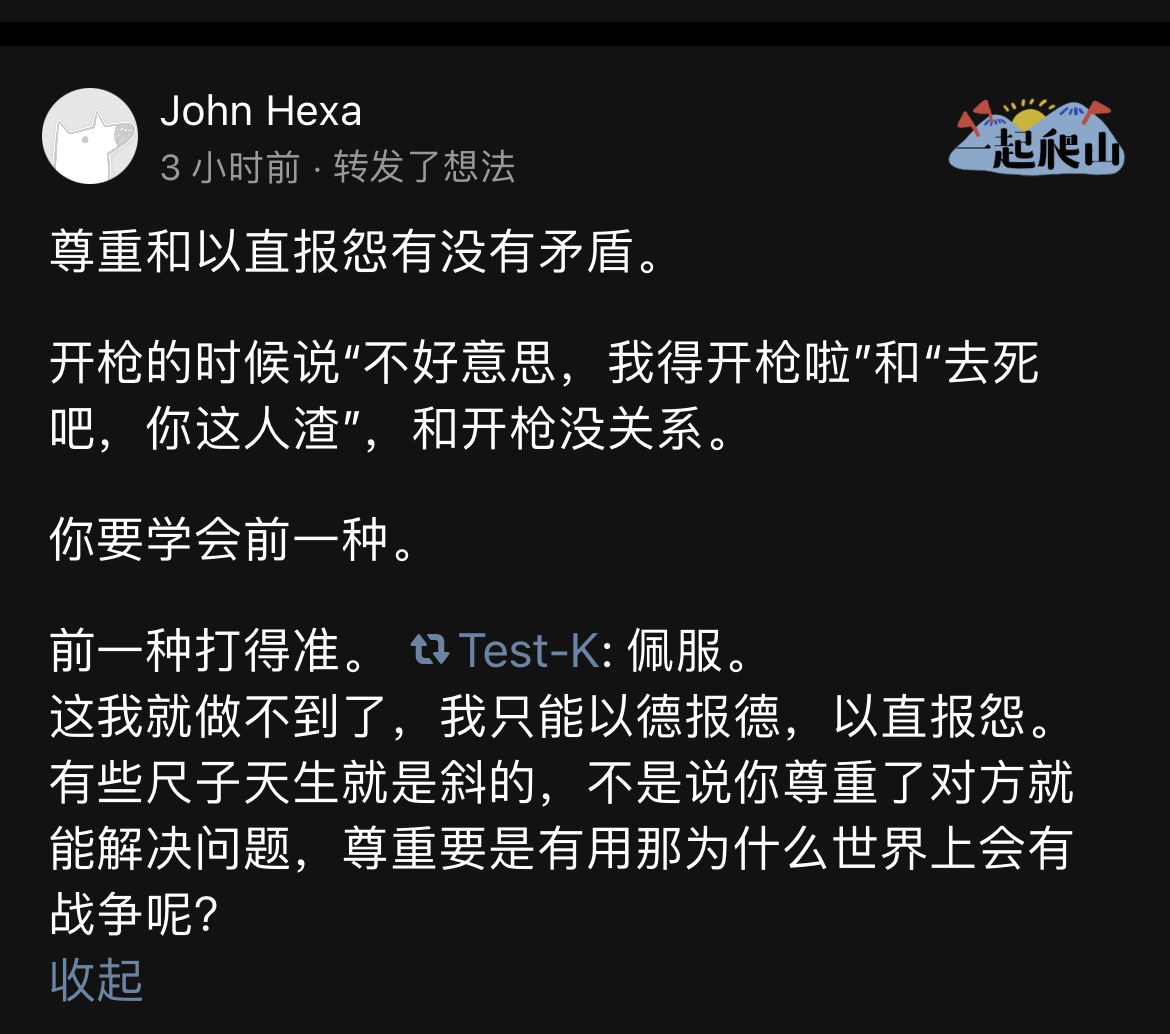 John Hexa
3 小时前 · 转发了想法
一起爬山
尊重和以直报怨有没有矛盾。
开枪的时候说“不好意思，我得开枪啦”和“去死
吧，你这人渣”，和开枪没关系。
你要学会前一种。
前一种打得准。 Test-K: 佩服。
这我就做不到了，我只能以德报德，以直报怨。
有些尺子天生就是斜的，不是说你尊重了对方就
能解决问题，尊重要是有用那为什么世界上会有
战争呢?
收起